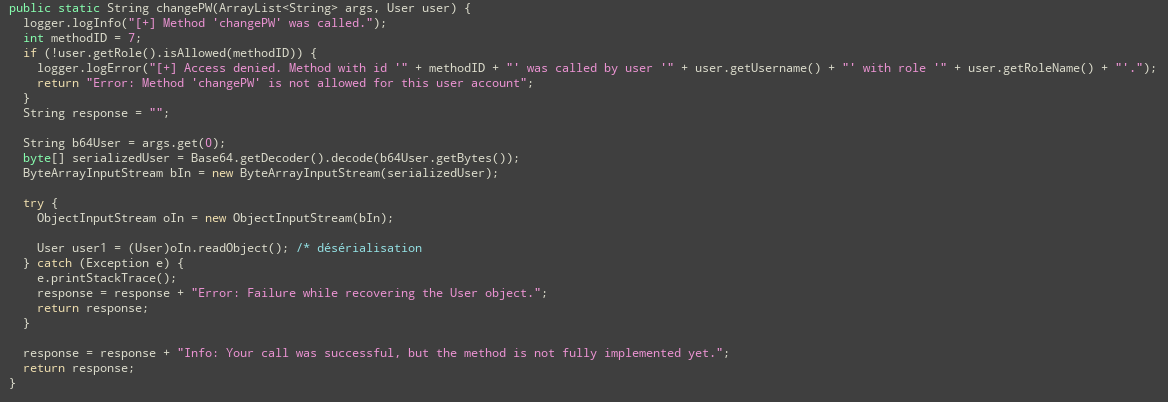 public static String changePW(ArrayList<String> args, User user) {
logger.logInfo("[+] Method 'changePW' was called.");
int methodID = 7;
if (!user.getRole().isAllowed(methodID)) {
logger.logError("[+] Access denied. Method with id '" + methodID + "' was called by user '" + user.getUsername() + "' with role '" + user.getRoleName() + "'.");
return "Error: Method 'changePW' is not allowed for this user account";
}
String response = "";
String b64User = args.get(0);
byte[] serializedUser = Base64.getDecoder().decode(b64User.getBytes());
ByteArrayInputStream bIn = new ByteArrayInputStream(serializedUser);
try {
ObjectInputStream oIn = new ObjectInputStream(bIn);
User user1 = (User)oIn.readObject(); /* désérialisation
} catch (Exception e) {
e.printStackTrace();
response = response + "Error: Failure while recovering the User object.";
return response;
}
response = response + "Info: Your call was successful, but the method is not fully implemented yet.";
return response;
}